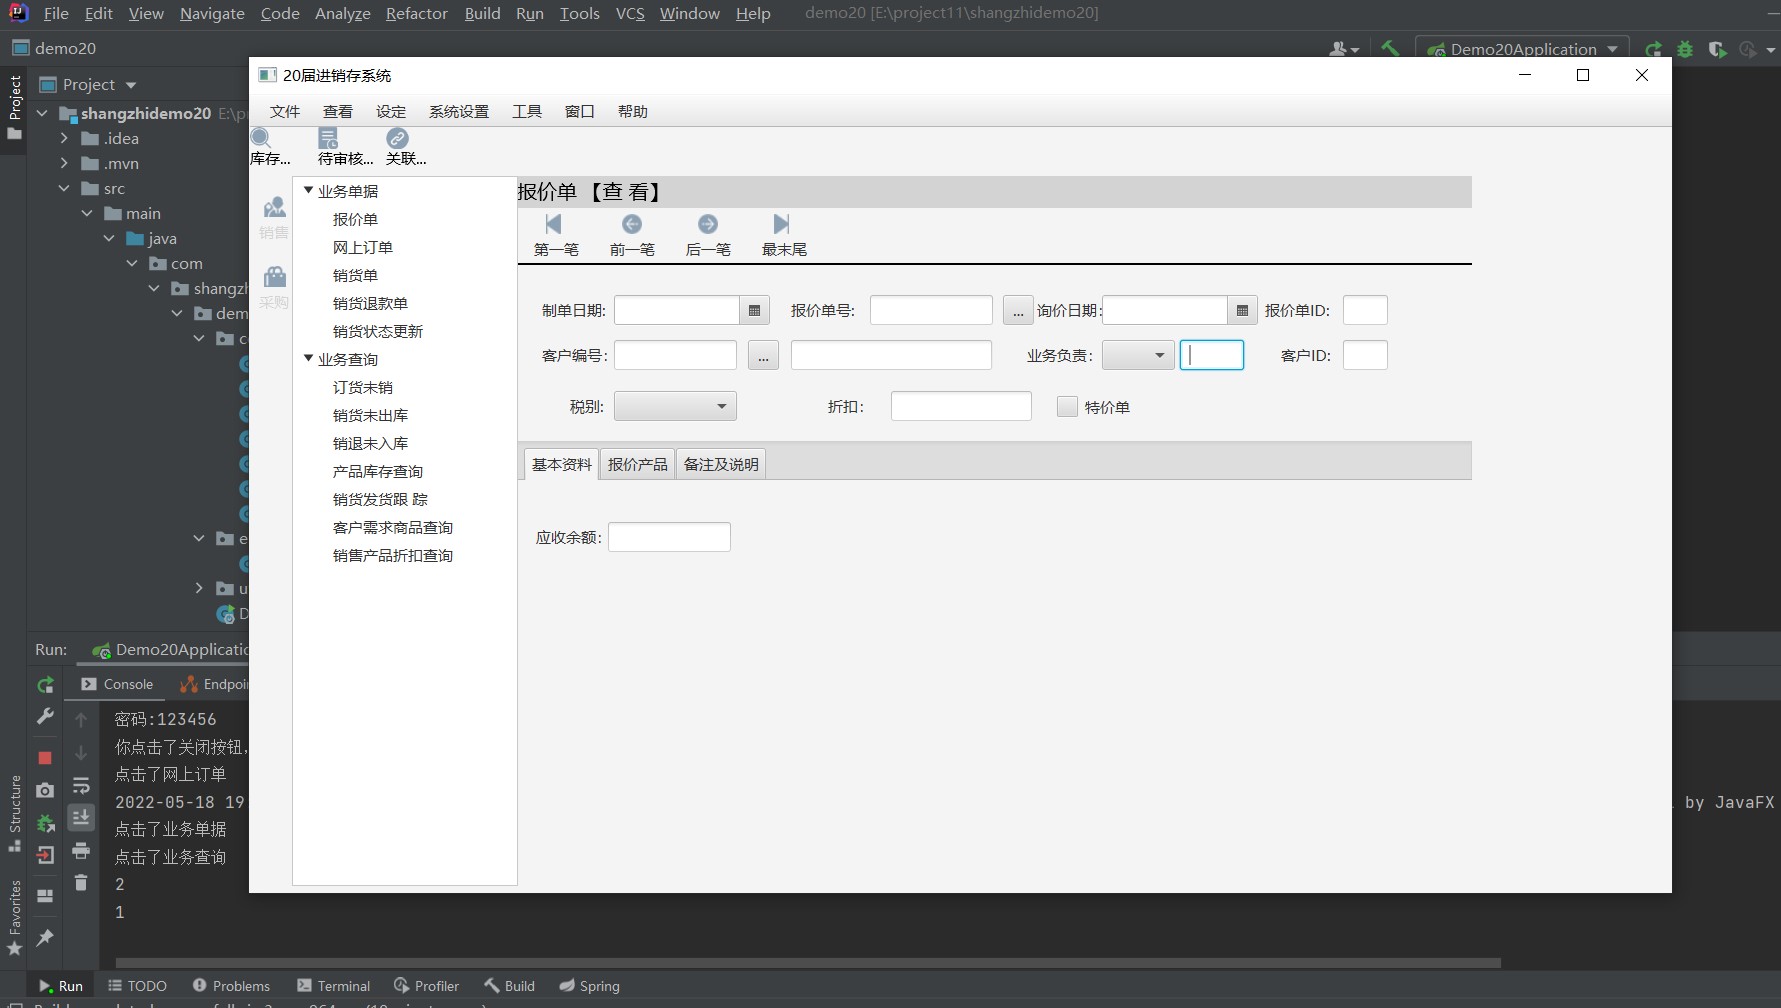 File Edit View Navigate Code Analyze Refactor Build Run Tools VCS Window Help demo20 [E:\project11\shangzhidemo20]
demo20
Demo20Application
Project
Project
shangzhidemo20
.idea
.mvn
src
main
java
com
20届进销存系统
文件 查看 设定 系统设置 工具 窗口 帮助
库存... 待审核... 关联...
销售
采购
业务单据
报价单
网上订单
销货单
销货退款单
销货状态更新
业务查询
订货未销
销货未出库
销退未入库
产品库存查询
销货发货跟 踪
客户需求商品查询
销售产品折扣查询
报价单 【查 看】
第一笔 前一笔 后一笔 最末尾
制单日期: 报价单号: ... 询价日期: 报价单ID:
客户编号: ... 业务负责: 客户ID:
税别: 折扣: 特价单
基本资料 报价产品 备注及说明
应收余额:
Run: Demo20Applicatio
Console
密码:123456
你点击了关闭按钮,
点击了网上订单
2022-05-18 19 by JavaFX
点击了业务单据
点击了业务查询
2
1
Structure
Favorites
Run TODO Problems Terminal Profiler Build Spring